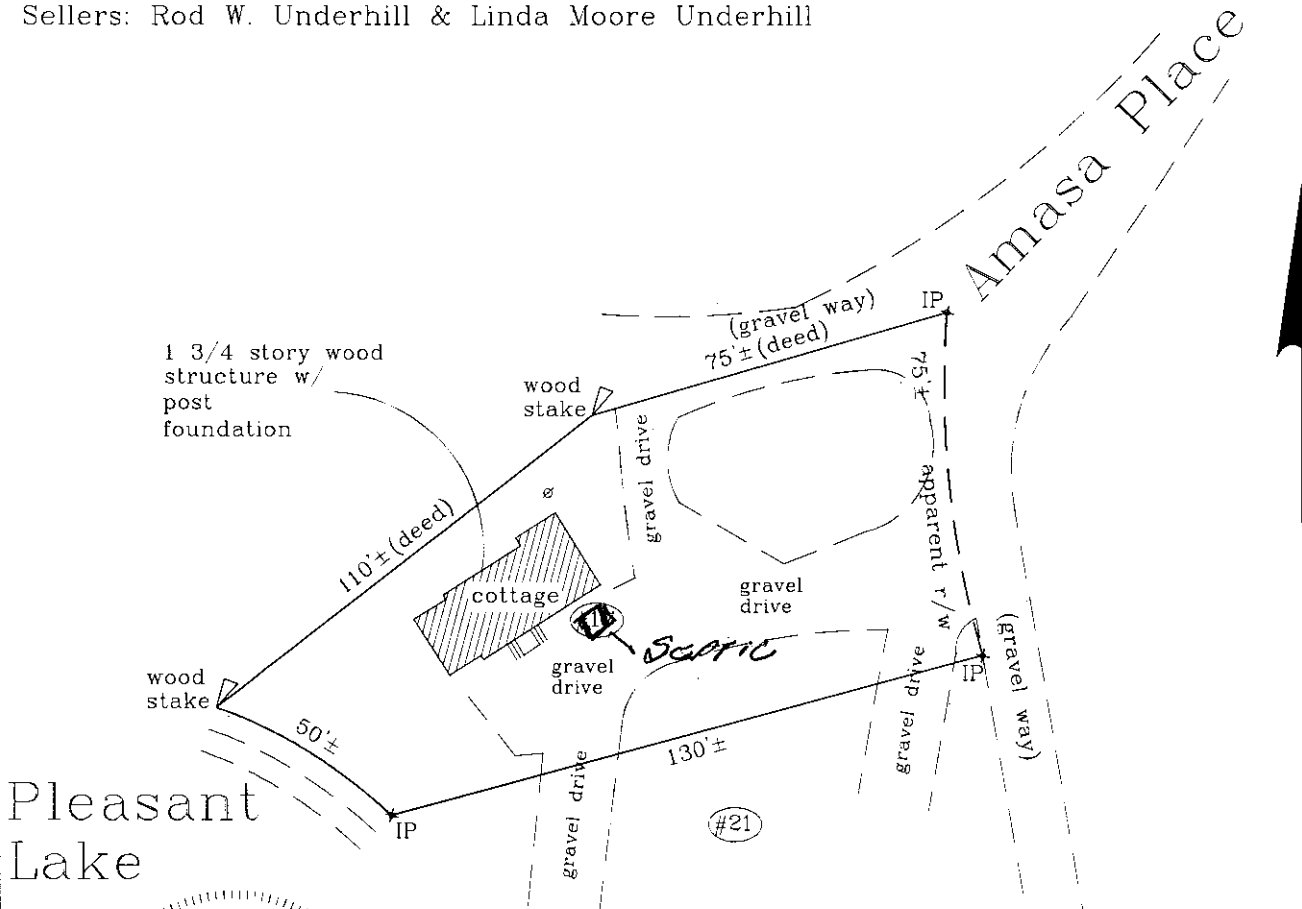 Sellers: Rod W. Underhill & Linda Moore Underhill
Amasa Place
IP
(gravel way)
75'± (deed)
75'±
1 3/4 story wood
structure w/
post
foundation
wood
stake
gravel drive
apparent r/w
110'± (deed)
cottage
gravel
drive
Septic
gravel
drive
(gravel way)
wood
stake
gravel drive
IP
50'±
130'±
gravel drive
Pleasant
Lake
IP
#21